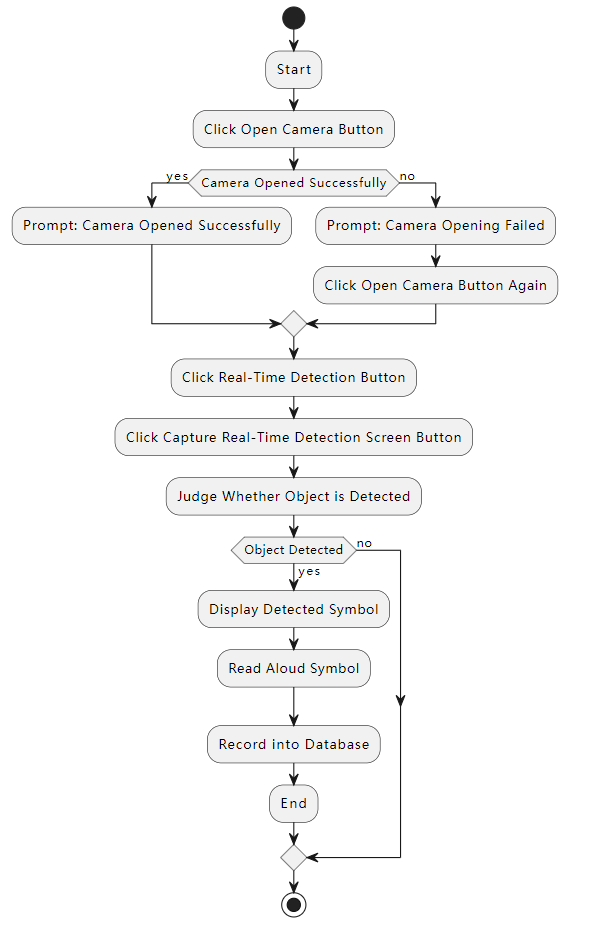 Start
Click Open Camera Button
yes
Camera Opened Successfully
no
Prompt: Camera Opened Successfully
Prompt: Camera Opening Failed
Click Open Camera Button Again
Click Real-Time Detection Button
Click Capture Real-Time Detection Screen Button
Judge Whether Object is Detected
Object Detected
no
yes
Display Detected Symbol
Read Aloud Symbol
Record into Database
End